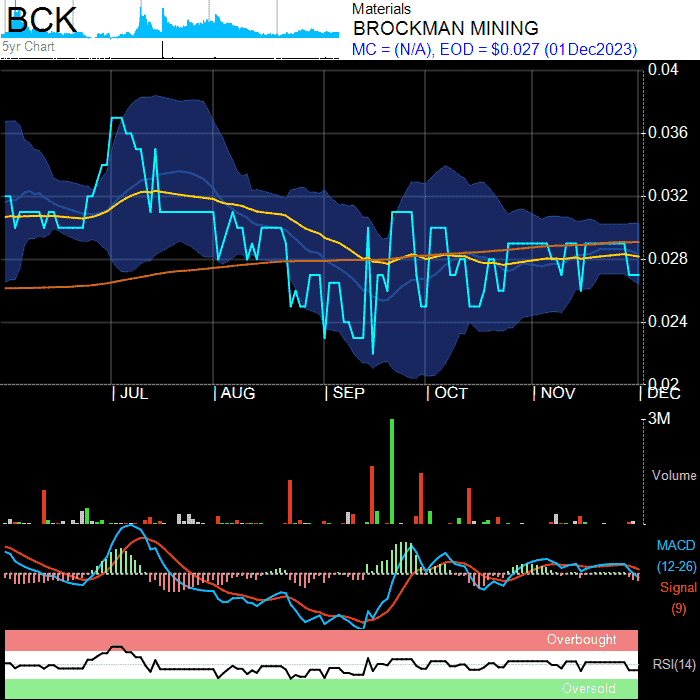 BCK
5yr Chart
Materials
BROCKMAN MINING
MC = (N/A), EOD = $0.027 (01Dec2023)
0.04
0.036
0.032
0.028
0.024
0.02
JUL AUG SEP OCT NOV DEC
3M
Volume
MACD
(12-26)
Signal
(9)
Overbought
RSI(14)
Oversold